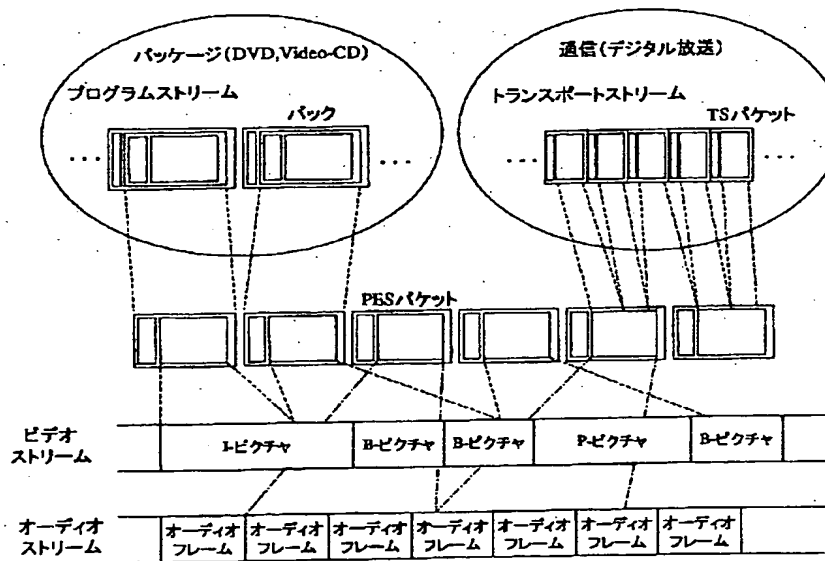 パッケージ(DVD,Video-CD)
プログラムストリーム
パック
・・・
・・・
通信(デジタル放送)
トランスポートストリーム
TSパケット
・・・
・・・
PESパケット
ビデオ
ストリーム
I-ピクチャ
B-ピクチャ
B-ピクチャ
P-ピクチャ
B-ピクチャ
オーディオ
ストリーム
オーディオ
フレーム
オーディオ
フレーム
オーディオ
フレーム
オーディオ
フレーム
オーディオ
フレーム
オーディオ
フレーム
オーディオ
フレーム